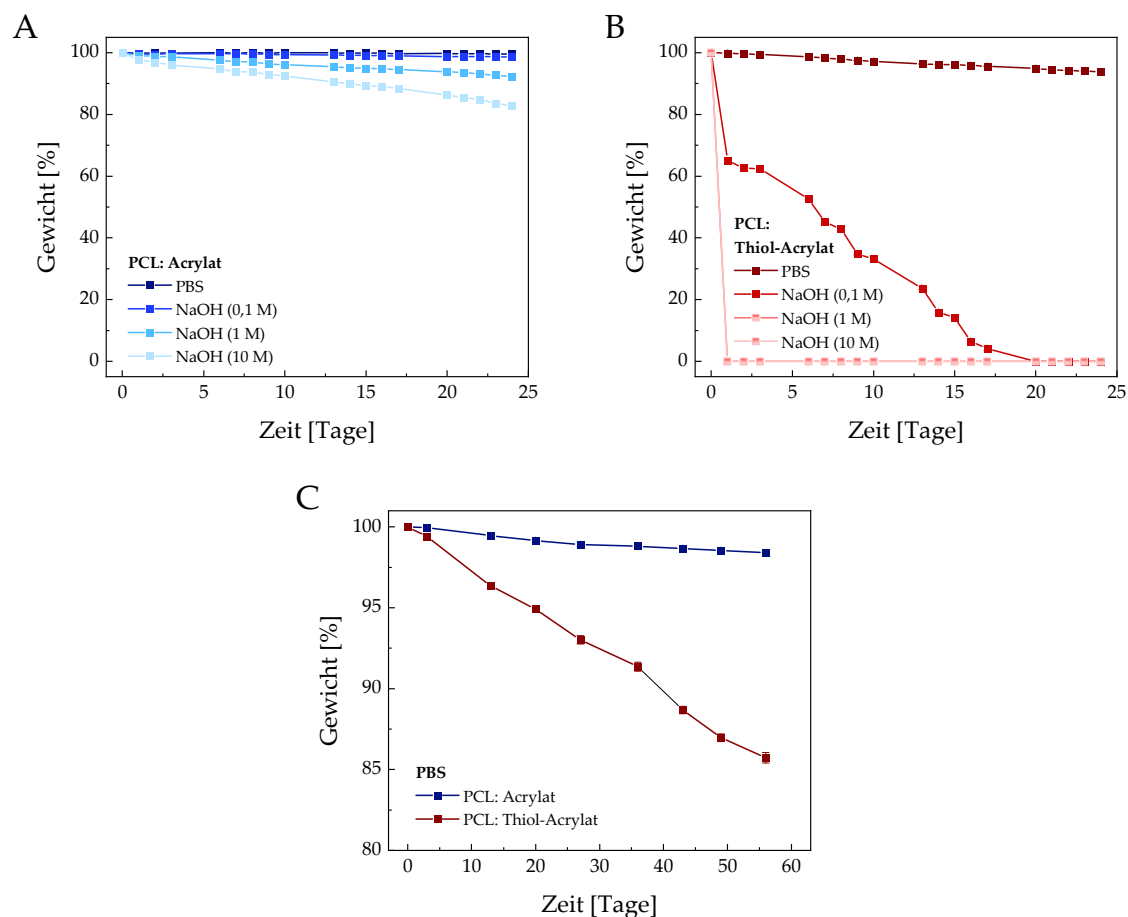 A
Gewicht [%]
100
80
60
40
20
0
PCL: Acrylat
PBS
NaOH (0,1 M)
NaOH (1 M)
NaOH (10 M)
0 5 10 15 20 25
Zeit [Tage]
B
Gewicht [%]
100
80
60
40
20
0
PCL:
Thiol-Acrylat
PBS
NaOH (0,1 M)
NaOH (1 M)
NaOH (10 M)
0 5 10 15 20 25
Zeit [Tage]
C
Gewicht [%]
100
95
90
85
80
PBS
PCL: Acrylat
PCL: Thiol-Acrylat
0 10 20 30 40 50 60
Zeit [Tage]